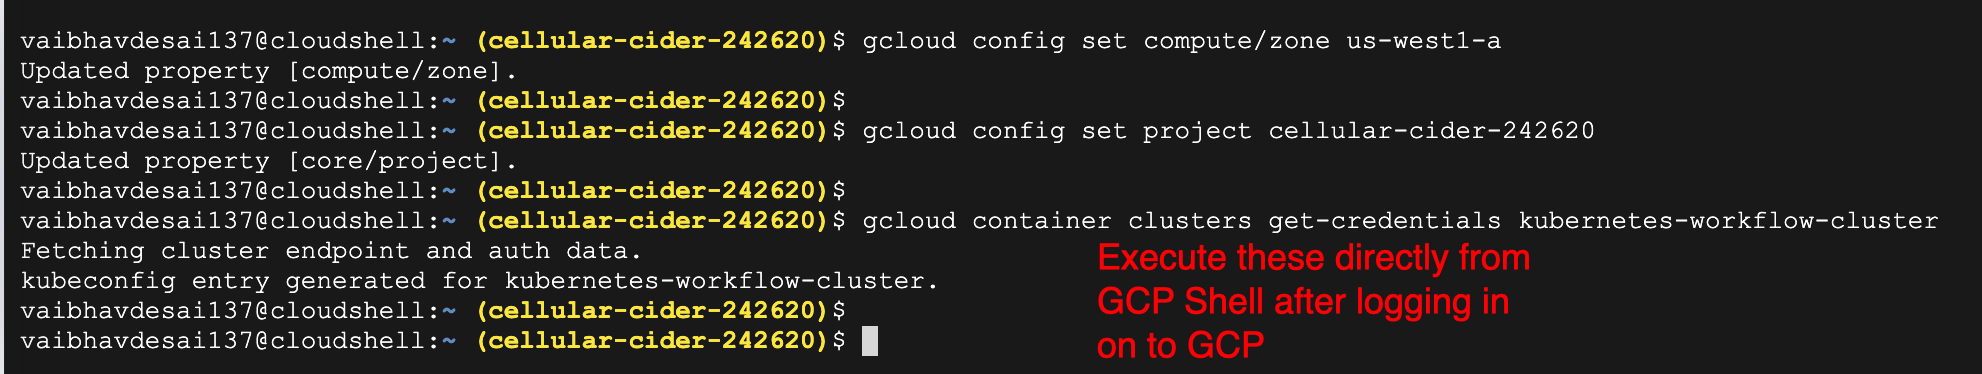 vaibhavdesai137@cloudshell:~ (cellular-cider-242620)$ gcloud config set compute/zone us-west1-a
Updated property [compute/zone].
vaibhavdesai137@cloudshell:~ (cellular-cider-242620)$
vaibhavdesai137@cloudshell:~ (cellular-cider-242620)$ gcloud config set project cellular-cider-242620
Updated property [core/project].
vaibhavdesai137@cloudshell:~ (cellular-cider-242620)$
vaibhavdesai137@cloudshell:~ (cellular-cider-242620)$ gcloud container clusters get-credentials kubernetes-workflow-cluster
Fetching cluster endpoint and auth data.
kubeconfig entry generated for kubernetes-workflow-cluster.
vaibhavdesai137@cloudshell:~ (cellular-cider-242620)$
vaibhavdesai137@cloudshell:~ (cellular-cider-242620)$
Execute these directly from
GCP Shell after logging in
on to GCP